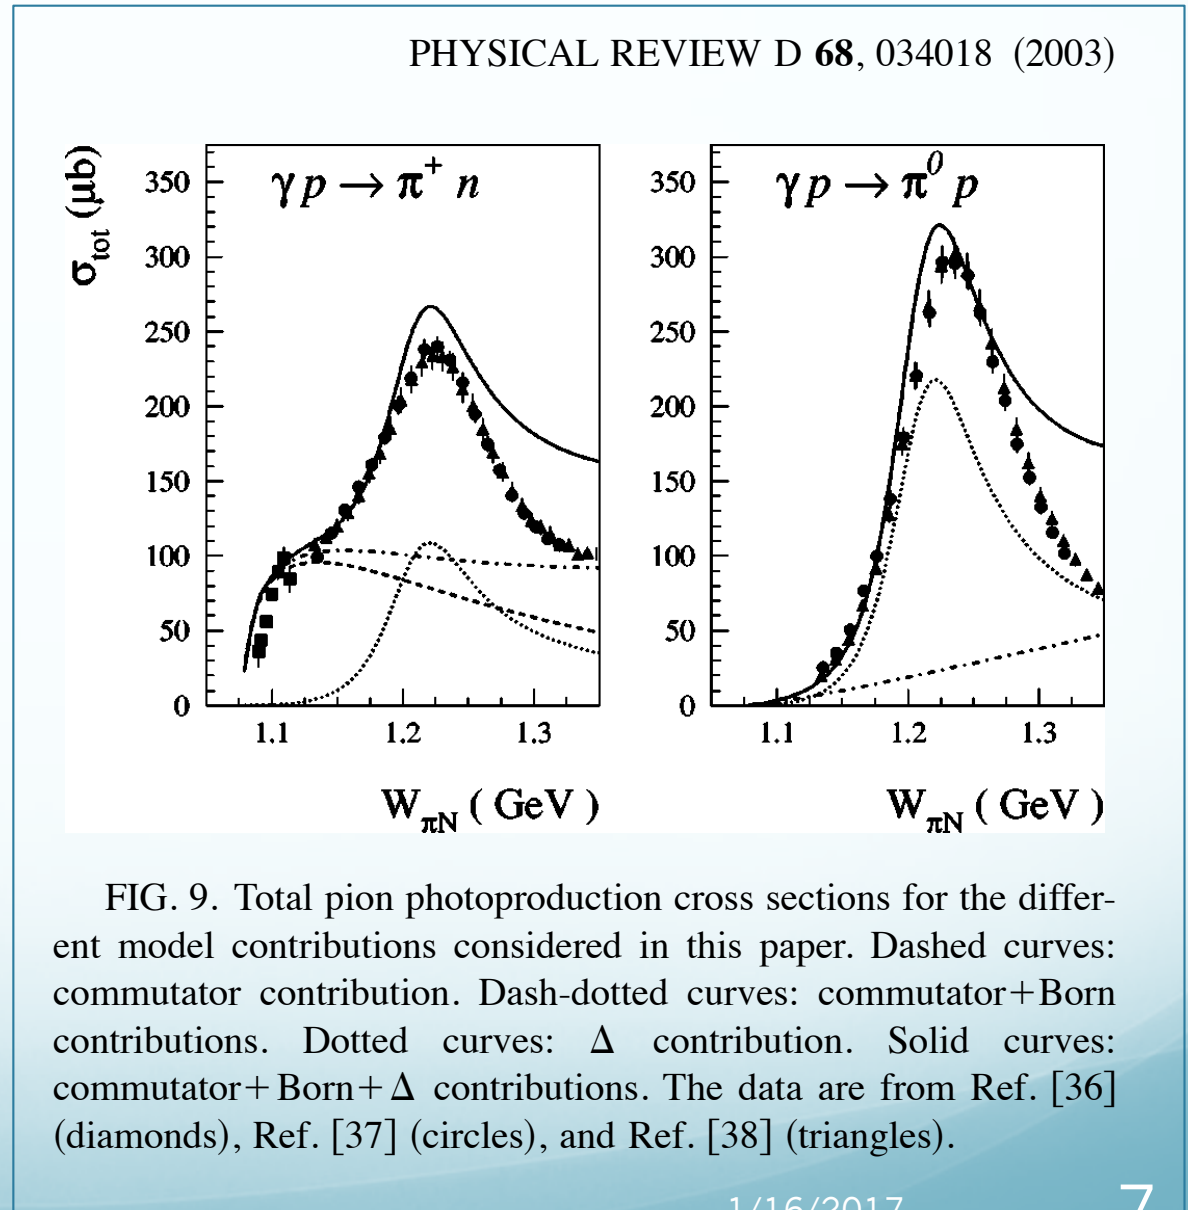 PHYSICAL REVIEW D 68, 034018 (2003)
σtot (μb)
γ p → π+ n
γ p → π0 p
350
300
250
200
150
100
50
0
350
300
250
200
150
100
50
0
1.1 1.2 1.3
1.1 1.2 1.3
WπN ( GeV )
WπN ( GeV )
FIG. 9. Total pion photoproduction cross sections for the differ-
ent model contributions considered in this paper. Dashed curves:
commutator contribution. Dash-dotted curves: commutator+Born
contributions. Dotted curves: Δ contribution. Solid curves:
commutator+Born+Δ contributions. The data are from Ref. [36]
(diamonds), Ref. [37] (circles), and Ref. [38] (triangles).
1/16/2017 7